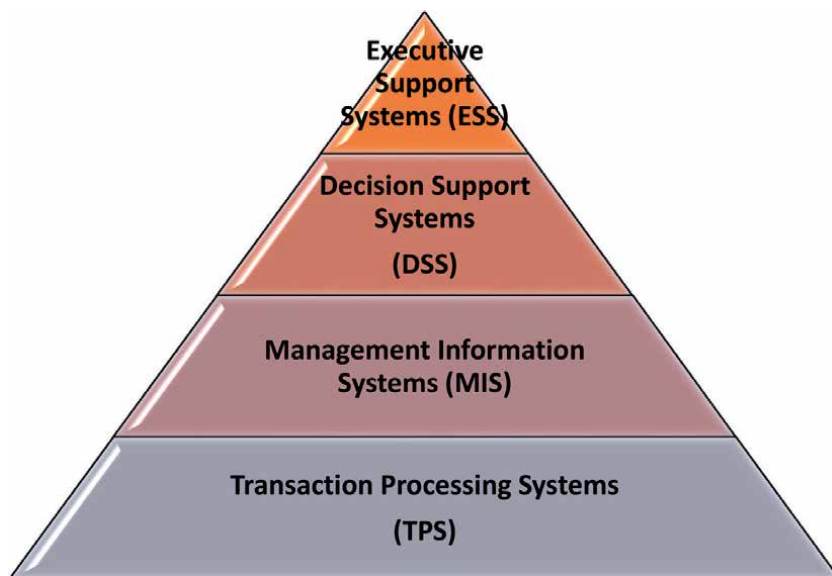 Executive
Support
Systems (ESS)
Decision Support
Systems
(DSS)
Management Information
Systems (MIS)
Transaction Processing Systems
(TPS)